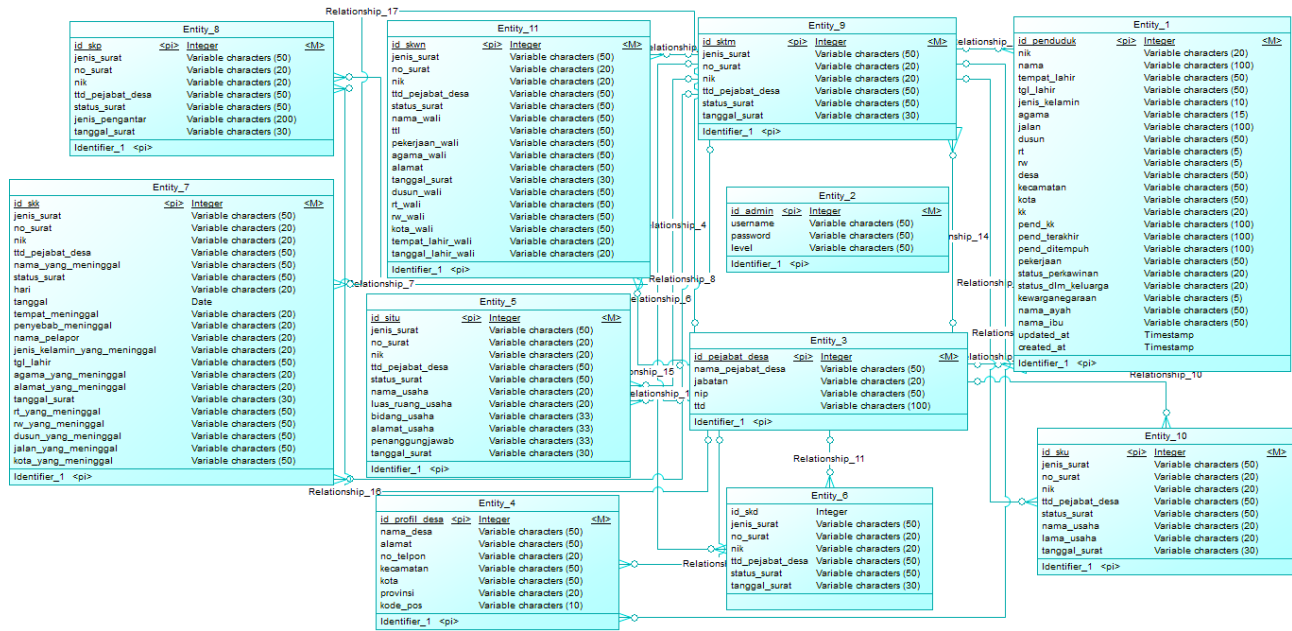 Relationship_17
Entity_8
id_skp <pi> Integer <M>
jenis_surat Variable characters (50)
no_surat Variable characters (20)
nik Variable characters (20)
ttd_pejabat_desa Variable characters (50)
status_surat Variable characters (50)
jenis_pengantar Variable characters (200)
tanggal_surat Variable characters (30)
Identifier_1 <pi>
Entity_11
id_skwn <pi> Integer <M>
jenis_surat Variable characters (50)
no_surat Variable characters (20)
nik Variable characters (20)
ttd_pejabat_desa Variable characters (50)
status_surat Variable characters (50)
nama_wali Variable characters (50)
ttl Variable characters (50)
pekerjaan_wali Variable characters (50)
agama_wali Variable characters (50)
alamat Variable characters (50)
tanggal_surat Variable characters (30)
dusun_wali Variable characters (50)
rt_wali Variable characters (50)
rw_wali Variable characters (50)
kota_wali Variable characters (50)
tempat_lahir_wali Variable characters (20)
tanggal_lahir_wali Variable characters (20)
Identifier_1 <pi>
Entity_9
id_sktm <pi> Integer <M>
jenis_surat Variable characters (50)
no_surat Variable characters (20)
nik Variable characters (20)
ttd_pejabat_desa Variable characters (50)
status_surat Variable characters (50)
tanggal_surat Variable characters (30)
Identifier_1 <pi>
Entity_1
id_penduduk <pi> Integer <M>
nik Variable characters (20)
nama Variable characters (100)
tempat_lahir Variable characters (50)
tgl_lahir Variable characters (50)
jenis_kelamin Variable characters (10)
agama Variable characters (15)
jalan Variable characters (100)
dusun Variable characters (50)
rt Variable characters (5)
rw Variable characters (5)
desa Variable characters (50)
kecamatan Variable characters (50)
kota Variable characters (50)
kk Variable characters (20)
pend_kk Variable characters (100)
pend_terakhir Variable characters (100)
pend_ditempuh Variable characters (100)
pekerjaan Variable characters (50)
status_perkawinan Variable characters (20)
status_dlm_keluarga Variable characters (20)
kewarganegaraan Variable characters (5)
nama_ayah Variable characters (50)
nama_ibu Variable characters (50)
updated_at Timestamp
created_at Timestamp
Identifier_1 <pi>
Entity_7
id_skk <pi> Integer <M>
jenis_surat Variable characters (50)
no_surat Variable characters (20)
nik Variable characters (20)
ttd_pejabat_desa Variable characters (50)
nama_yang_meninggal Variable characters (50)
status_surat Variable characters (50)
hari Variable characters (20)
tanggal Date
tempat_meninggal Variable characters (20)
penyebab_meninggal Variable characters (20)
nama_pelapor Variable characters (20)
jenis_kelamin_yang_meninggal Variable characters (20)
tgl_lahir Variable characters (50)
agama_yang_meninggal Variable characters (20)
alamat_yang_meninggal Variable characters (20)
tanggal_surat Variable characters (30)
rt_yang_meninggal Variable characters (50)
rw_yang_meninggal Variable characters (50)
dusun_yang_meninggal Variable characters (50)
jalan_yang_meninggal Variable characters (50)
kota_yang_meninggal Variable characters (50)
Identifier_1 <pi>
Entity_2
id_admin <pi> Integer <M>
username Variable characters (50)
password Variable characters (50)
level Variable characters (50)
Identifier_1 <pi>
Relationship_4
nship_14
Relationship_8
Relationship_7
Entity_5
id_situ <pi> Integer <M>
jenis_surat Variable characters (50)
no_surat Variable characters (20)
nik Variable characters (20)
ttd_pejabat_desa Variable characters (50)
status_surat Variable characters (50)
nama_usaha Variable characters (20)
luas_ruang_usaha Variable characters (20)
bidang_usaha Variable characters (33)
alamat_usaha Variable characters (33)
penanggungjawab Variable characters (33)
tanggal_surat Variable characters (30)
Identifier_1 <pi>
Entity_3
id_pejabat_desa <pi> Integer <M>
nama_pejabat_desa Variable characters (50)
jabatan Variable characters (20)
nip Variable characters (50)
ttd Variable characters (100)
Identifier_1 <pi>
Relationship_10
Relationship_11
Relationship_16
Entity_10
id_sku <pi> Integer <M>
jenis_surat Variable characters (50)
no_surat Variable characters (20)
nik Variable characters (20)
ttd_pejabat_desa Variable characters (50)
status_surat Variable characters (50)
nama_usaha Variable characters (20)
lama_usaha Variable characters (20)
tanggal_surat Variable characters (30)
Identifier_1 <pi>
Entity_4
id_profil_desa <pi> Integer <M>
nama_desa Variable characters (50)
alamat Variable characters (50)
no_telpon Variable characters (20)
kecamatan Variable characters (50)
kota Variable characters (50)
provinsi Variable characters (20)
kode_pos Variable characters (10)
Identifier_1 <pi>
Entity_6
id_skd Integer
jenis_surat Variable characters (50)
no_surat Variable characters (20)
nik Variable characters (20)
ttd_pejabat_desa Variable characters (50)
status_surat Variable characters (50)
tanggal_surat Variable characters (30)